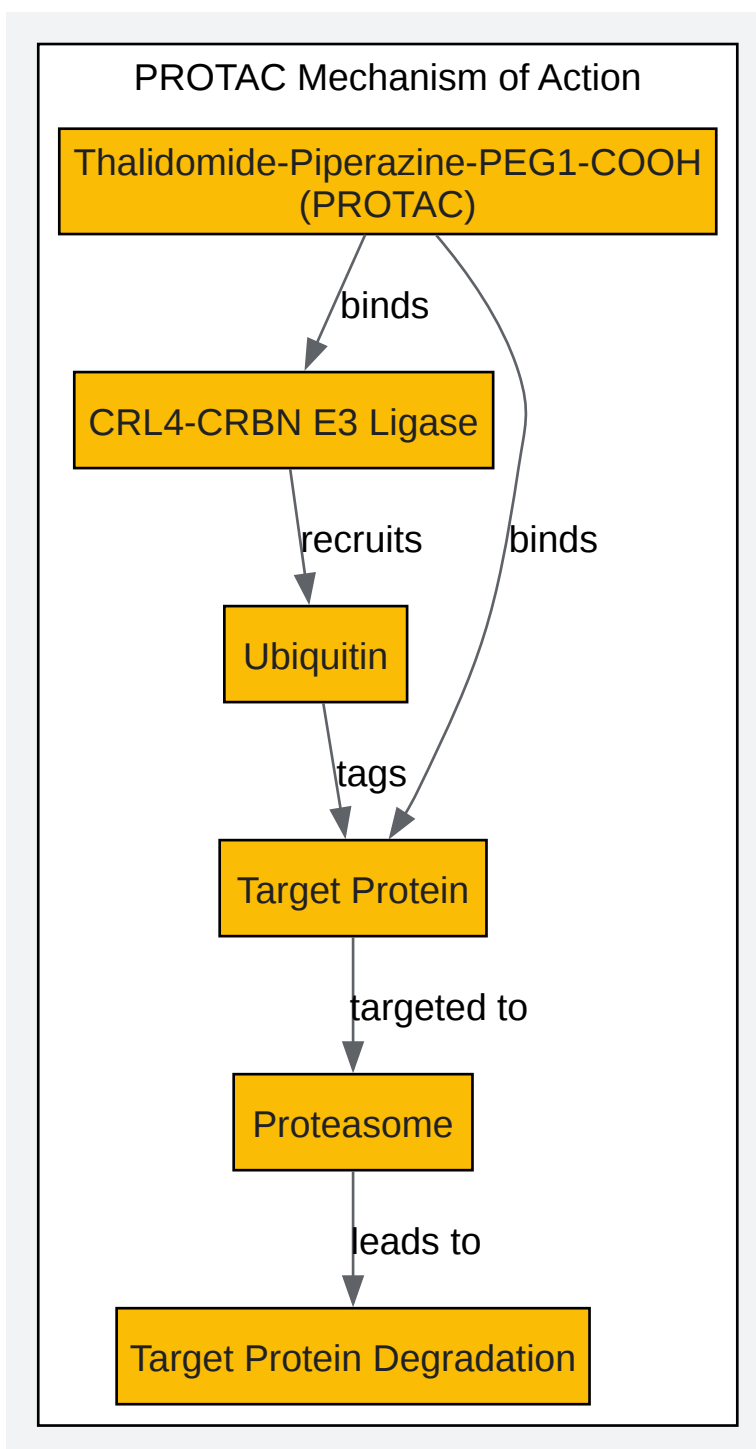 PROTAC Mechanism of Action
Thalidomide-Piperazine-PEG1-COOH
(PROTAC)
binds
CRL4-CRBN E3 Ligase
recruits
binds
Ubiquitin
tags
Target Protein
targeted to
Proteasome
leads to
Target Protein Degradation